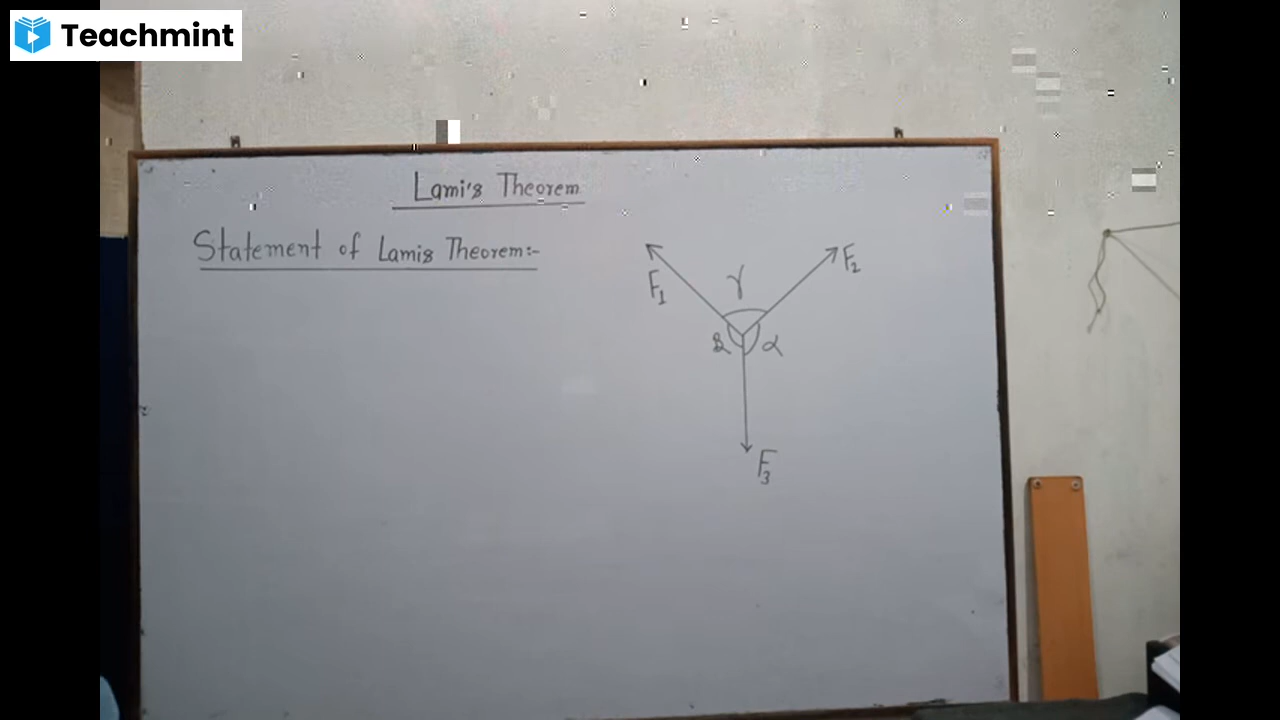 Teachmint
Lami's Theorem
Statement of Lamis Theorem:-
F1
γ
F2
α
F3